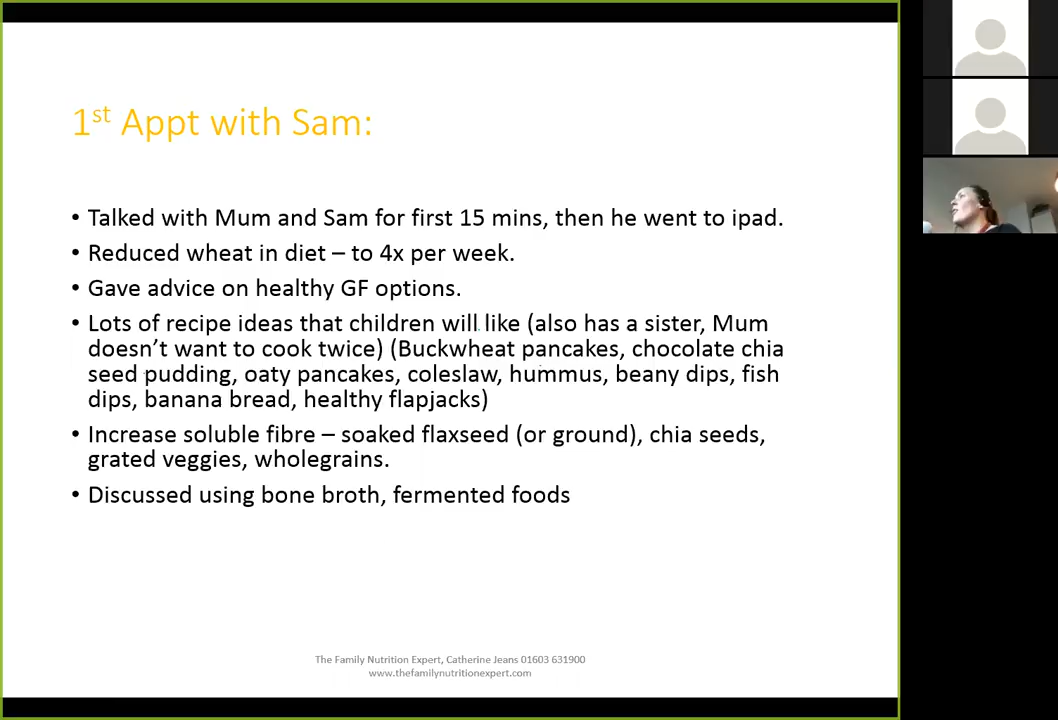 1st Appt with Sam:
• Talked with Mum and Sam for first 15 mins, then he went to ipad.
• Reduced wheat in diet – to 4x per week.
• Gave advice on healthy GF options.
• Lots of recipe ideas that children will like (also has a sister, Mum
doesn’t want to cook twice) (Buckwheat pancakes, chocolate chia
seed pudding, oaty pancakes, coleslaw, hummus, beany dips, fish
dips, banana bread, healthy flapjacks)
• Increase soluble fibre – soaked flaxseed (or ground), chia seeds,
grated veggies, wholegrains.
• Discussed using bone broth, fermented foods
The Family Nutrition Expert, Catherine Jeans 01603 631900
www.thefamilynutritionexpert.com